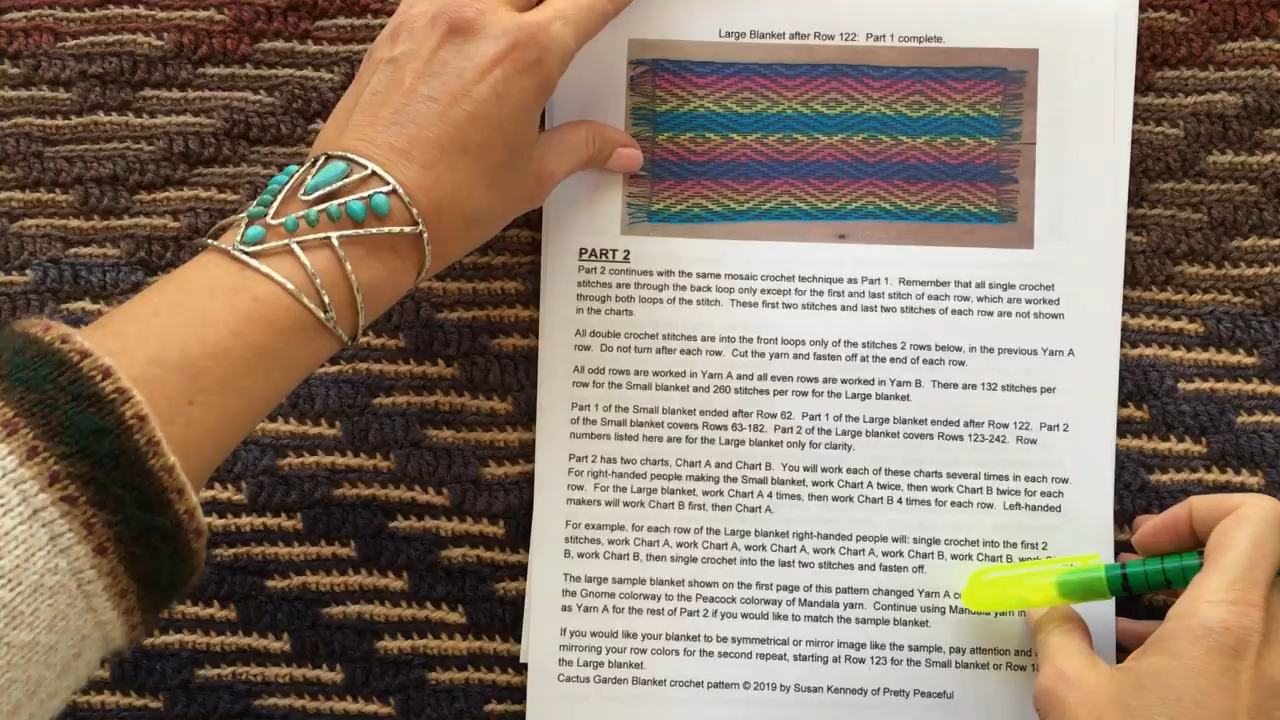 Large Blanket after Row 122: Part 1 complete.
PART 2
Part 2 continues with the same mosaic crochet technique as Part 1. Remember that all single crochet
stitches are through the back loop only except for the first and last stitch of each row, which are worked
through both loops of the stitch. These first two stitches and last two stitches of each row are not shown
in the charts.
All double crochet stitches are into the front loops only of the stitches 2 rows below, in the previous Yarn A
row. Do not turn after each row. Cut the yarn and fasten off at the end of each row.
All odd rows are worked in Yarn A and all even rows are worked in Yarn B. There are 132 stitches per
row for the Small blanket and 260 stitches per row for the Large blanket.
Part 1 of the Small blanket ended after Row 62. Part 1 of the Large blanket ended after Row 122. Part 2
of the Small blanket covers Rows 63-182. Part 2 of the Large blanket covers Rows 123-242. Row
numbers listed here are for the Large blanket only for clarity.
Part 2 has two charts, Chart A and Chart B. You will work each of these charts several times in each row.
For right-handed people making the Small blanket, work Chart A twice, then work Chart B twice for each
row. For the Large blanket, work Chart A 4 times, then work Chart B 4 times for each row. Left-handed
makers will work Chart B first, then Chart A.
For example, for each row of the Large blanket right-handed people will: single crochet into the first 2
stitches, work Chart A, work Chart A, work Chart A, work Chart A, work Chart B, work Chart B,
B, work Chart B, then single crochet into the last two stitches and fasten off.
The large sample blanket shown on the first page of this pattern changed Yarn A
the Gnome colorway to the Peacock colorway of Mandala yarn. Continue using Mandala yarn in
as Yarn A for the rest of Part 2 if you would like to match the sample blanket.
If you would like your blanket to be symmetrical or mirror image like the sample, pay attention and
mirroring your row colors for the second repeat, starting at Row 123 for the Small blanket or Row
the Large blanket.
Cactus Garden Blanket crochet pattern © 2019 by Susan Kennedy of Pretty Peaceful